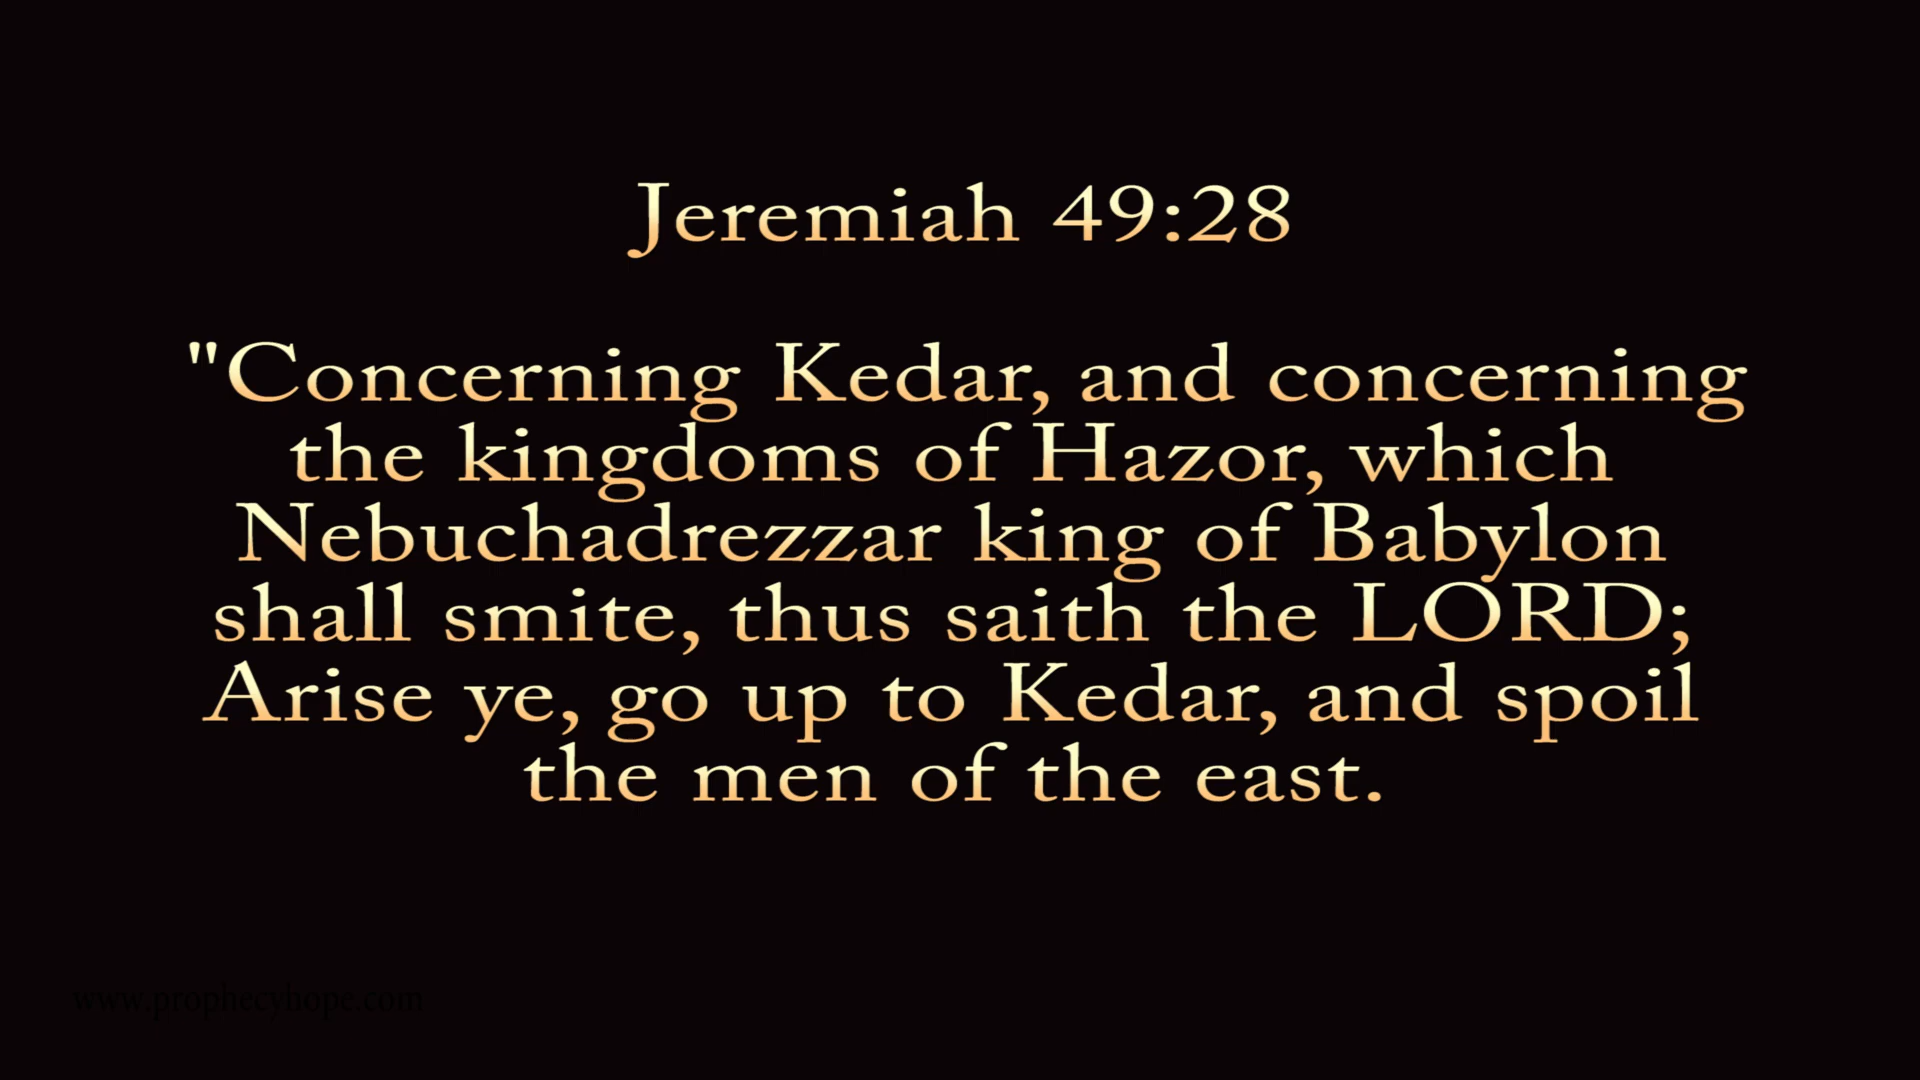 Jeremiah 49:28
"Concerning Kedar, and concerning
the kingdoms of Hazor, which
Nebuchadrezzar king of Babylon
shall smite, thus saith the LORD;
Arise ye, go up to Kedar, and spoil
the men of the east.
www.prophecyhope.com